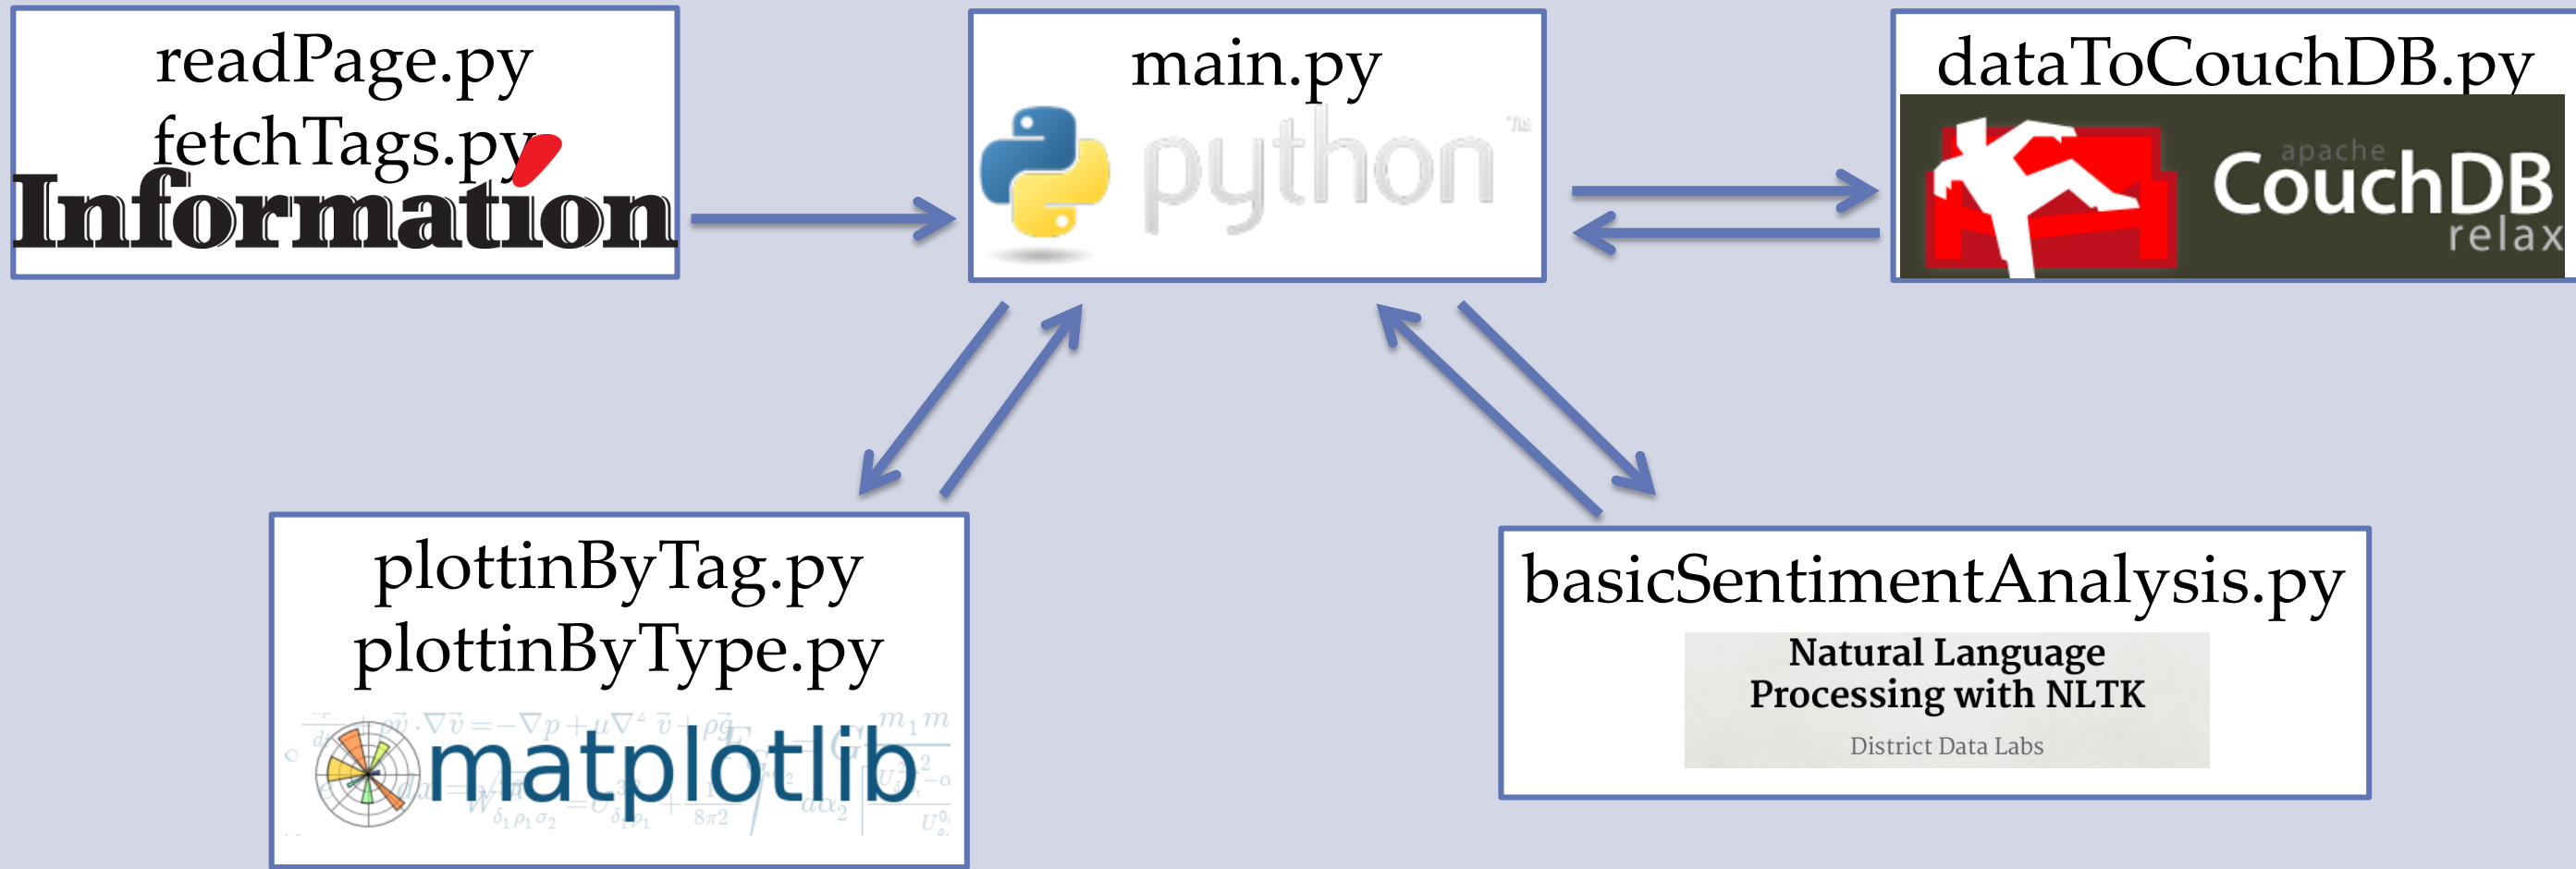 readPage.py
fetchTags.py
Information
main.py
python™
dataToCouchDB.py
apache
CouchDB
relax
plottinByTag.py
plottinByType.py
matplotlib
basicSentimentAnalysis.py
Natural Language
Processing with NLTK
District Data Labs